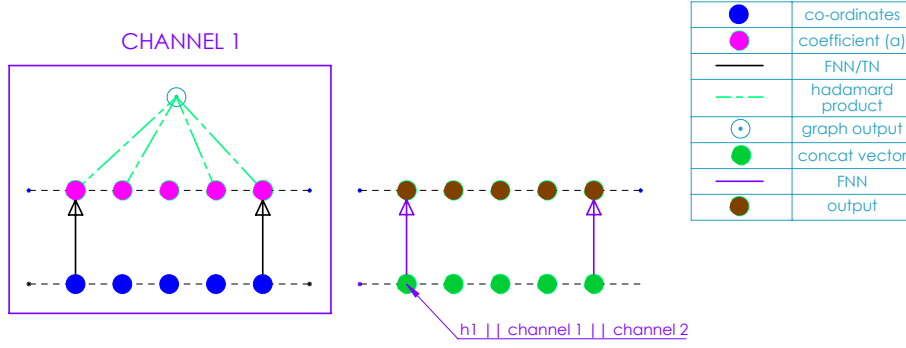 CHANNEL 1
h1 || channel 1 || channel 2
co-ordinates
coefficient (a)
FNN/TN
hadamard
product
graph output
concat vector
FNN
output